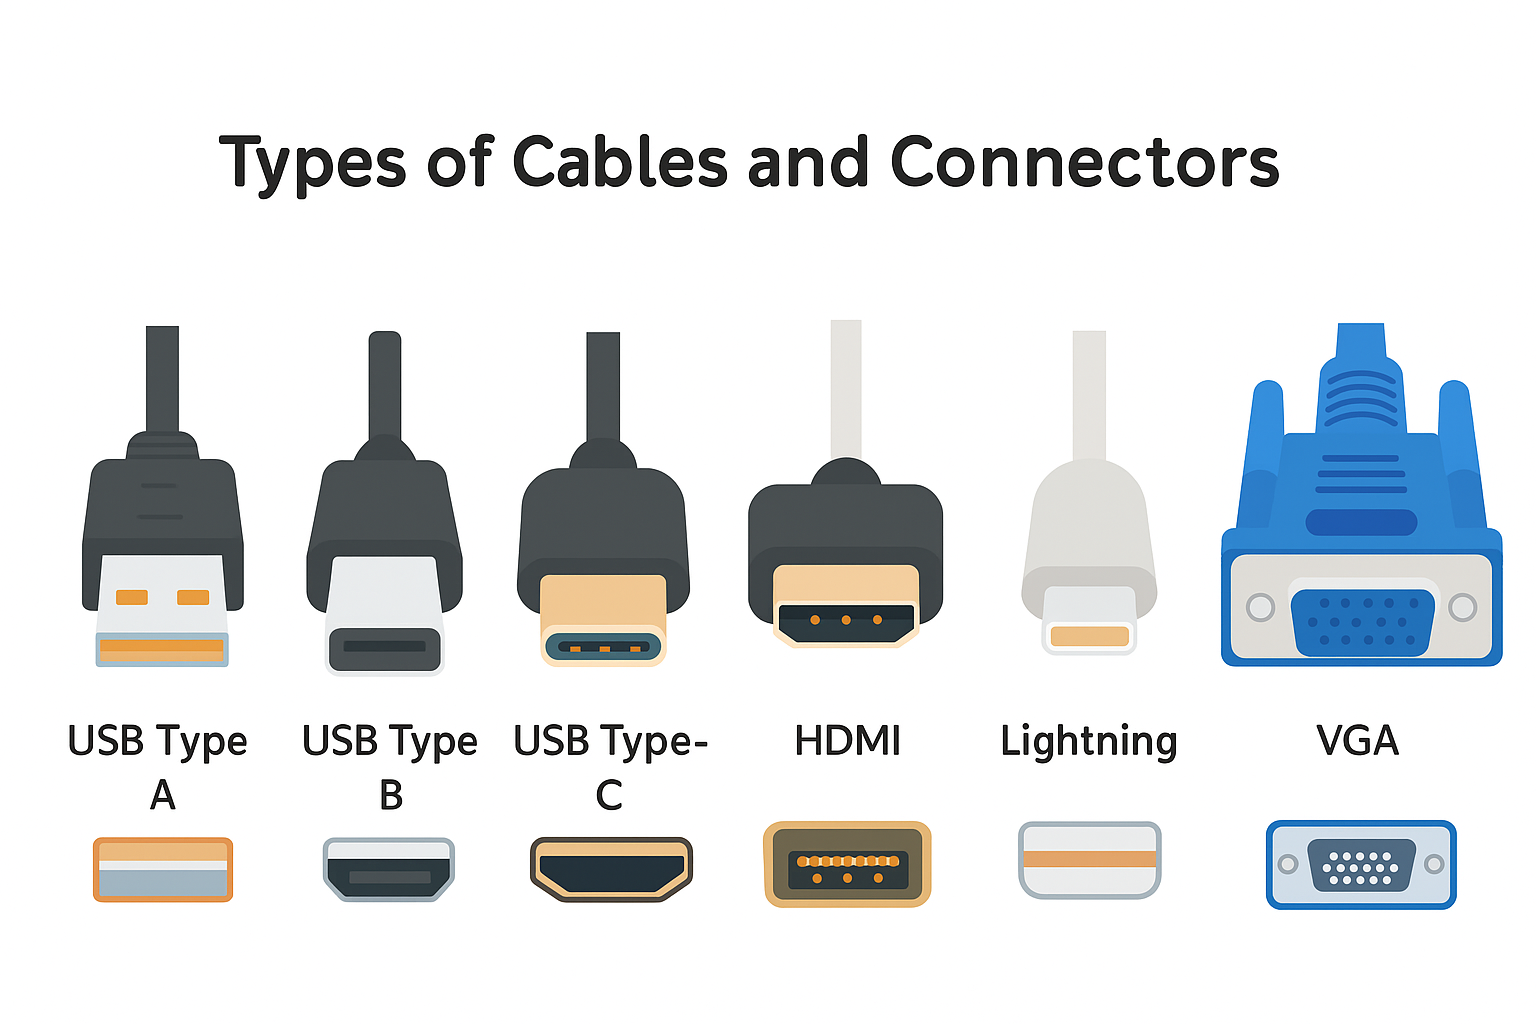 Types of Cables and Connectors
USB Type
A
USB Type
B
USB Type-
C
HDMI
Lightning
VGA